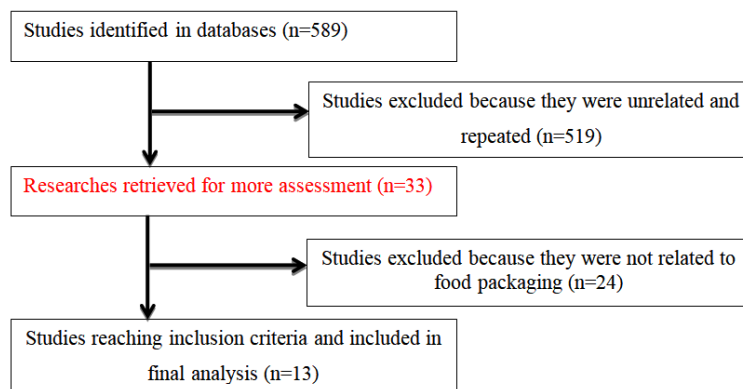 Studies identified in databases (n=589)
Studies excluded because they were unrelated and
repeated (n=519)
Researches retrieved for more assessment (n=33)
Studies excluded because they were not related to
food packaging (n=24)
Studies reaching inclusion criteria and included in
final analysis (n=13)